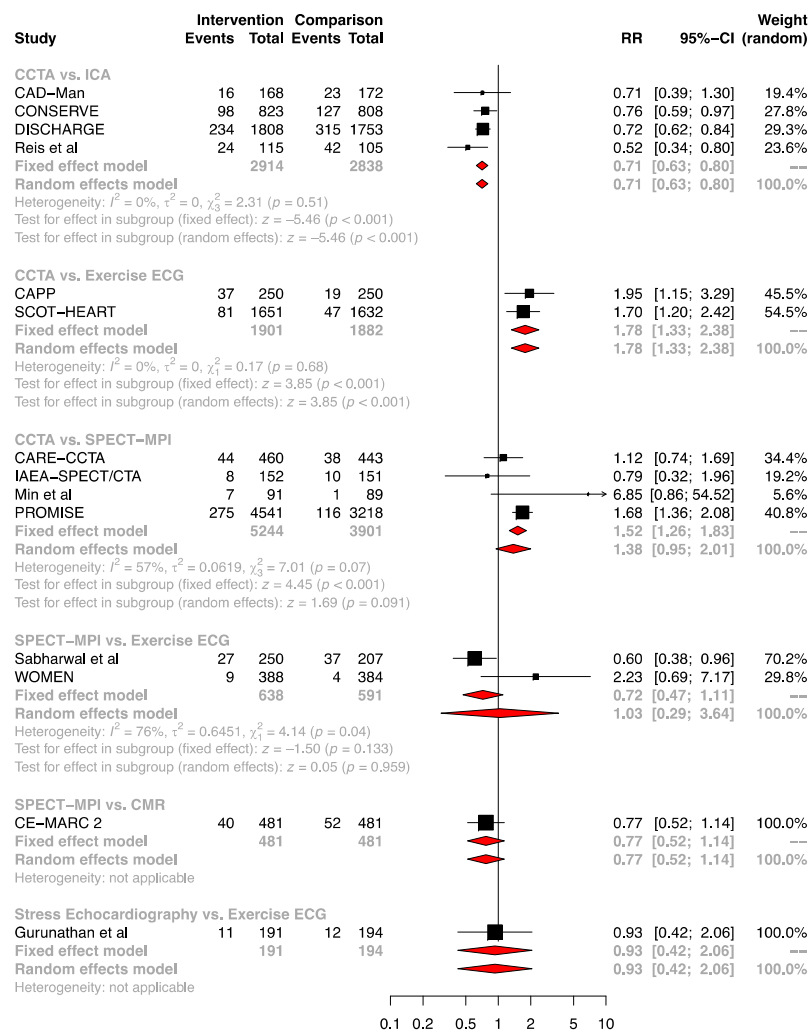 Intervention Comparison Weight
Study Events Total Events Total RR 95%−CI (random)
CCTA vs. ICA
CAD−Man 16 168 23 172 0.71 [0.39; 1.30] 19.4%
CONSERVE 98 823 127 808 0.76 [0.59; 0.97] 27.8%
DISCHARGE 234 1808 315 1753 0.72 [0.62; 0.84] 29.3%
Reis et al 24 115 42 105 0.52 [0.34; 0.80] 23.6%
Fixed effect model 2914 2838 0.71 [0.63; 0.80] −−
Random effects model 0.71 [0.63; 0.80] 100.0%
Heterogeneity: I² = 0%, τ² = 0, χ²₃ = 2.31 (p = 0.51)
Test for effect in subgroup (fixed effect): z = −5.46 (p < 0.001)
Test for effect in subgroup (random effects): z = −5.46 (p < 0.001)
CCTA vs. Exercise ECG
CAPP 37 250 19 250 1.95 [1.15; 3.29] 45.5%
SCOT−HEART 81 1651 47 1632 1.70 [1.20; 2.42] 54.5%
Fixed effect model 1901 1882 1.78 [1.33; 2.38] −−
Random effects model 1.78 [1.33; 2.38] 100.0%
Heterogeneity: I² = 0%, τ² = 0, χ²₁ = 0.17 (p = 0.68)
Test for effect in subgroup (fixed effect): z = 3.85 (p < 0.001)
Test for effect in subgroup (random effects): z = 3.85 (p < 0.001)
CCTA vs. SPECT−MPI
CARE−CCTA 44 460 38 443 1.12 [0.74; 1.69] 34.4%
IAEA−SPECT/CTA 8 152 10 151 0.79 [0.32; 1.96] 19.2%
Min et al 7 91 1 89 6.85 [0.86; 54.52] 5.6%
PROMISE 275 4541 116 3218 1.68 [1.36; 2.08] 40.8%
Fixed effect model 5244 3901 1.52 [1.26; 1.83] −−
Random effects model 1.38 [0.95; 2.01] 100.0%
Heterogeneity: I² = 57%, τ² = 0.0619, χ²₃ = 7.01 (p = 0.07)
Test for effect in subgroup (fixed effect): z = 4.45 (p < 0.001)
Test for effect in subgroup (random effects): z = 1.69 (p = 0.091)
SPECT−MPI vs. Exercise ECG
Sabharwal et al 27 250 37 207 0.60 [0.38; 0.96] 70.2%
WOMEN 9 388 4 384 2.23 [0.69; 7.17] 29.8%
Fixed effect model 638 591 0.72 [0.47; 1.11] −−
Random effects model 1.03 [0.29; 3.64] 100.0%
Heterogeneity: I² = 76%, τ² = 0.6451, χ²₁ = 4.14 (p = 0.04)
Test for effect in subgroup (fixed effect): z = −1.50 (p = 0.133)
Test for effect in subgroup (random effects): z = 0.05 (p = 0.959)
SPECT−MPI vs. CMR
CE−MARC 2 40 481 52 481 0.77 [0.52; 1.14] 100.0%
Fixed effect model 481 481 0.77 [0.52; 1.14] −−
Random effects model 0.77 [0.52; 1.14] 100.0%
Heterogeneity: not applicable
Stress Echocardiography vs. Exercise ECG
Gurunathan et al 11 191 12 194 0.93 [0.42; 2.06] 100.0%
Fixed effect model 191 194 0.93 [0.42; 2.06] −−
Random effects model 0.93 [0.42; 2.06] 100.0%
Heterogeneity: not applicable
0.1 0.2 0.5 1 2 5 10